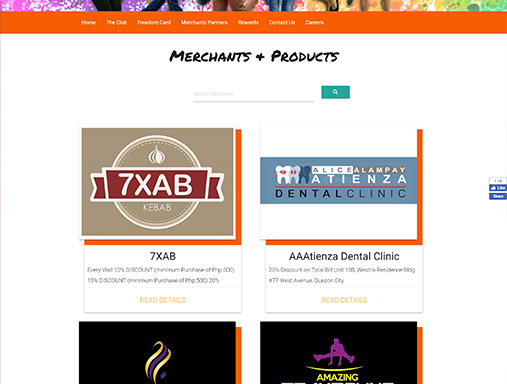 Home The Club Freedom Card Merchants Partners Rewards Contact Us Careers
Merchants & Products
Search Merchant
7XAB
KEBAB
ALICE ALAMPAY
ATIENZA
DENTAL CLINIC
Like
Share
7XAB
Every Visit 10% DISCOUNT (minimum Purchase of Php 300)
15% DISCOUNT (minimum Purchase of Php 500) 20%
READ DETAILS
AAAtienza Dental Clinic
20% Discount on Total Bill Unit 108, Westria Residence Bldg.
#77 West Avenue, Quezon City
READ DETAILS
AMAZING